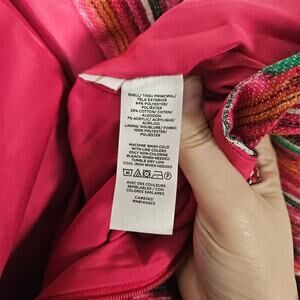 SHELL/ TISSU PRINCIPAL/
TELA EXTERIOR
64% POLYESTER/
POLIÉSTER
29% COTTON/ COTON/
ALGODÓN
7% ACRYLIC/ ACRYLIQUE/
ACRÍLICO
LINING/ DOUBLURE/ FORRO
100% POLYESTER/
POLIÉSTER
MACHINE WASH COLD
WITH LIKE COLORS
ONLY NON-CHLORINE
BLEACH WHEN NEEDED
TUMBLE DRY LOW
COOL IRON WHEN NEEDED
AVEC DES COULEURS
SEMBLABLES / CON
COLORES SIMILARES